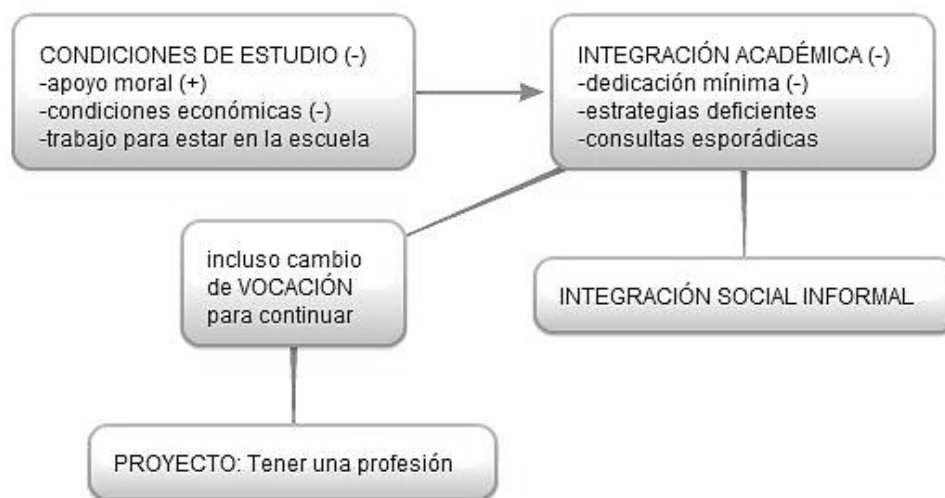 CONDICIONES DE ESTUDIO (-)
-apoyo moral (+)
-condiciones económicas (-)
-trabajo para estar en la escuela
INTEGRACIÓN ACADÉMICA (-)
-dedicación mínima (-)
-estrategias deficientes
-consultas esporádicas
incluso cambio
de VOCACIÓN
para continuar
INTEGRACIÓN SOCIAL INFORMAL
PROYECTO: Tener una profesión